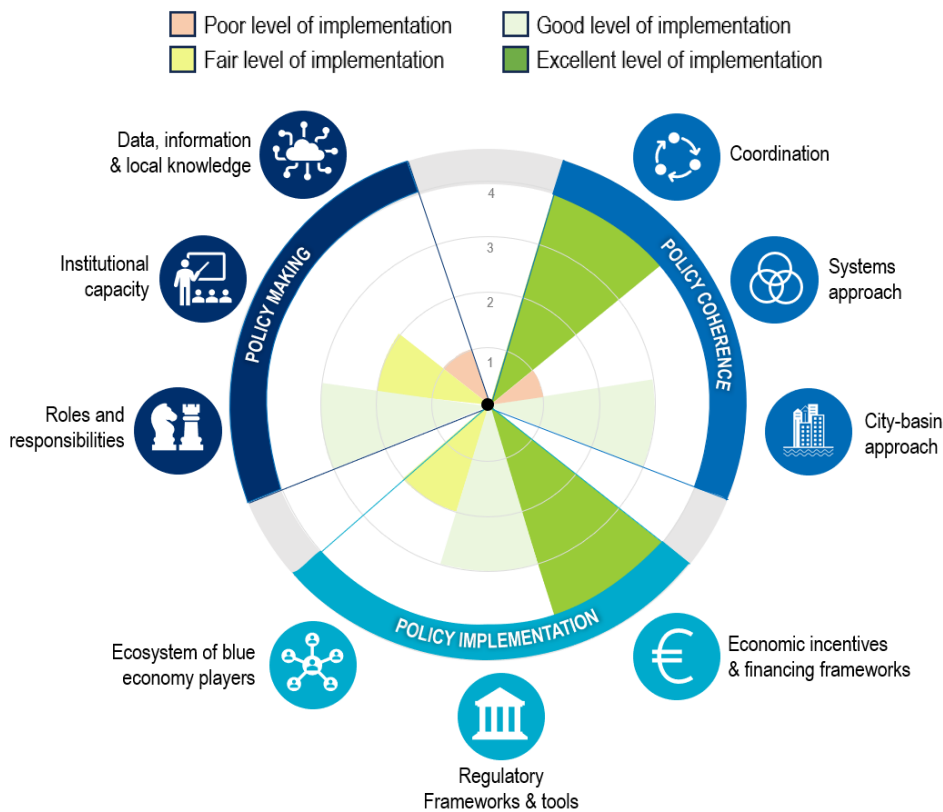 Poor level of implementation
Good level of implementation
Fair level of implementation
Excellent level of implementation
Data, information
& local knowledge
Coordination
Institutional
capacity
Systems
approach
Roles and
responsibilities
City-basin
approach
POLICY MAKING
POLICY COHERENCE
POLICY IMPLEMENTATION
4
3
2
1
Ecosystem of blue
economy players
Economic incentives
& financing frameworks
€
Regulatory
Frameworks & tools